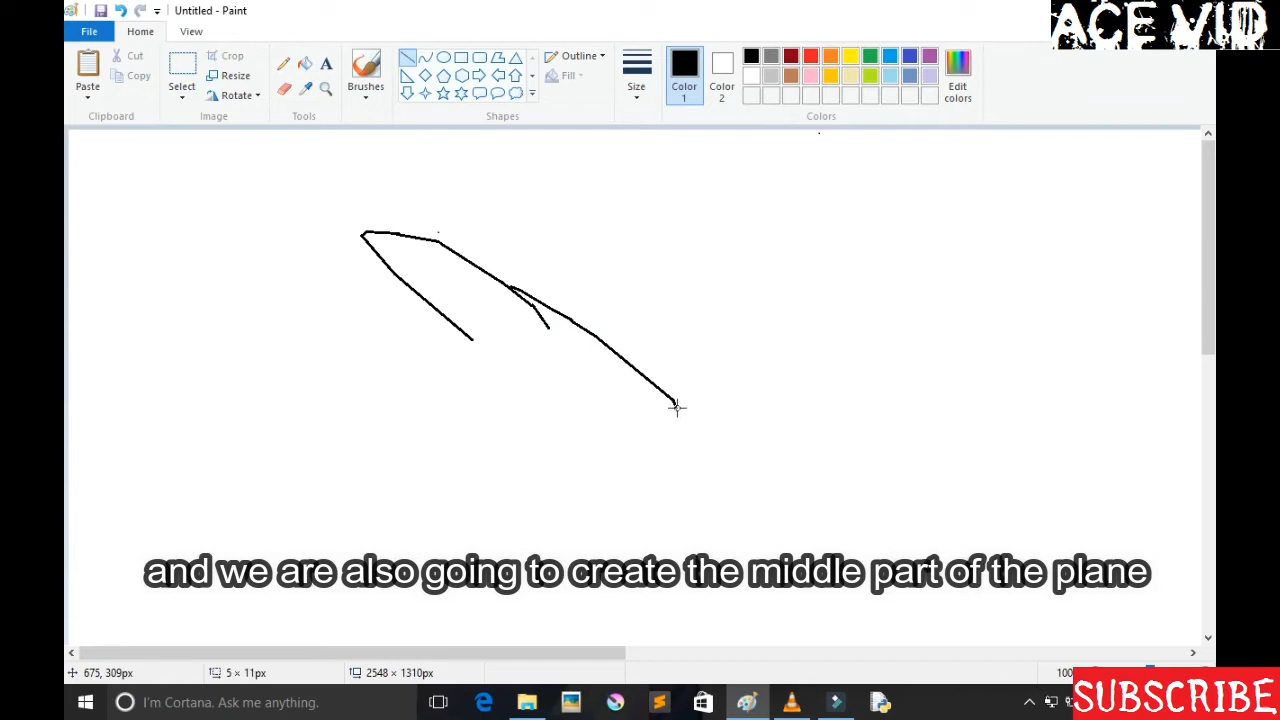 Untitled - Paint
ACE VID
File Home View
Cut
Copy
Paste
Clipboard
Select
Crop
Resize
Rotate
Image
Tools
Brushes
Shapes
Outline
Fill
Size
Color 1
Color 2
Edit colors
Colors
and we are also going to create the middle part of the plane
675, 309px
5 × 11px
2548 × 1310px
100
I'm Cortana. Ask me anything.
SUBSCRIBE